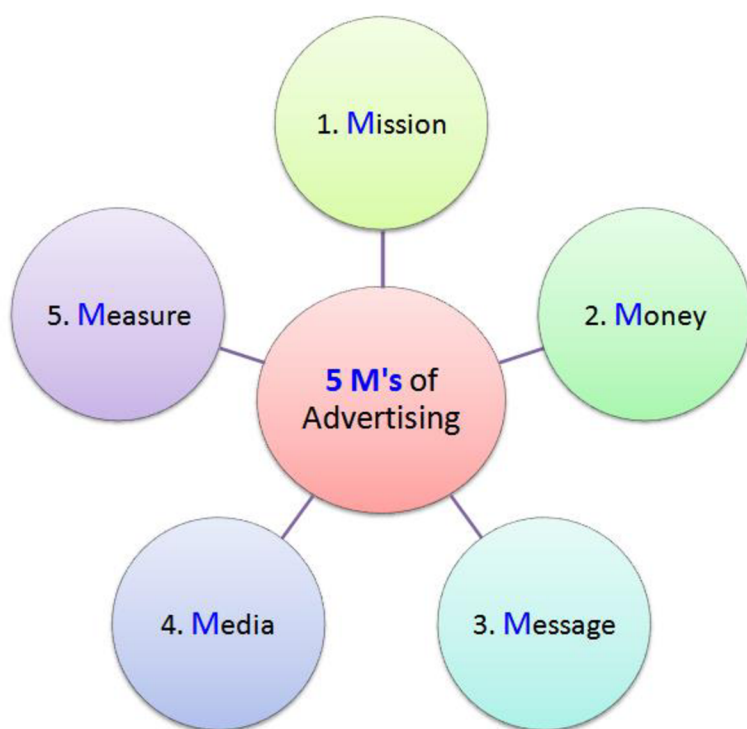 5 M's of
Advertising
1. Mission
2. Money
3. Message
4. Media
5. Measure